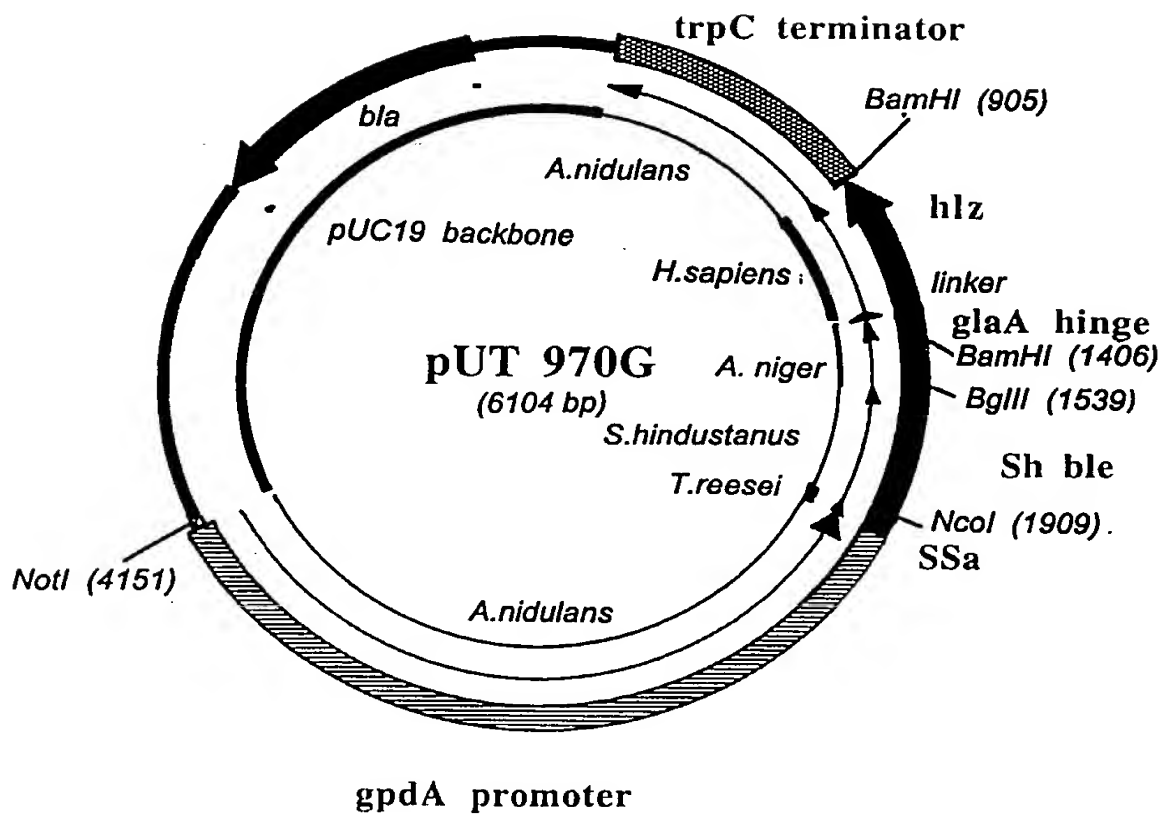 trpC terminator
BamHI (905)
bla
A.nidulans
hlz
pUC19 backbone
H.sapiens
linker
glaA hinge
BamHI (1406)
pUT 970G
(6104 bp)
A. niger
BglII (1539)
S.hindustanus
Sh ble
T.reesei
NcoI (1909).
SSa
NotI (4151)
A.nidulans
gpdA promoter